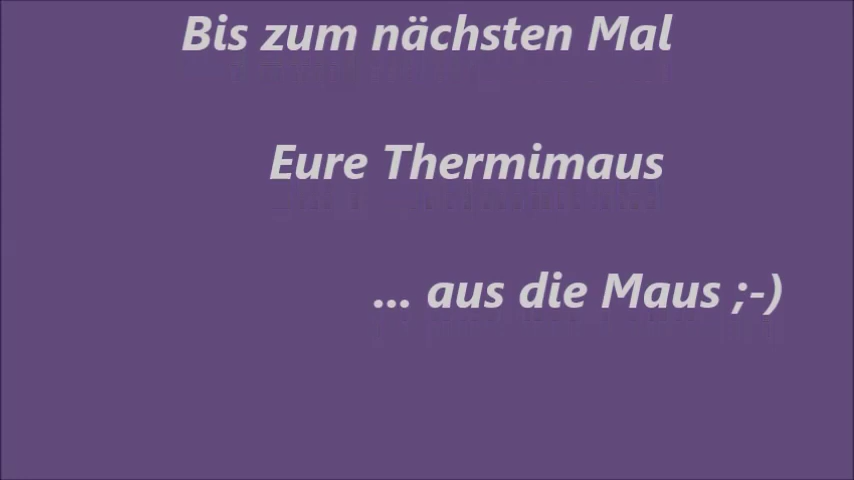 Bis zum nächsten Mal
Eure Thermimaus
... aus die Maus ;-)